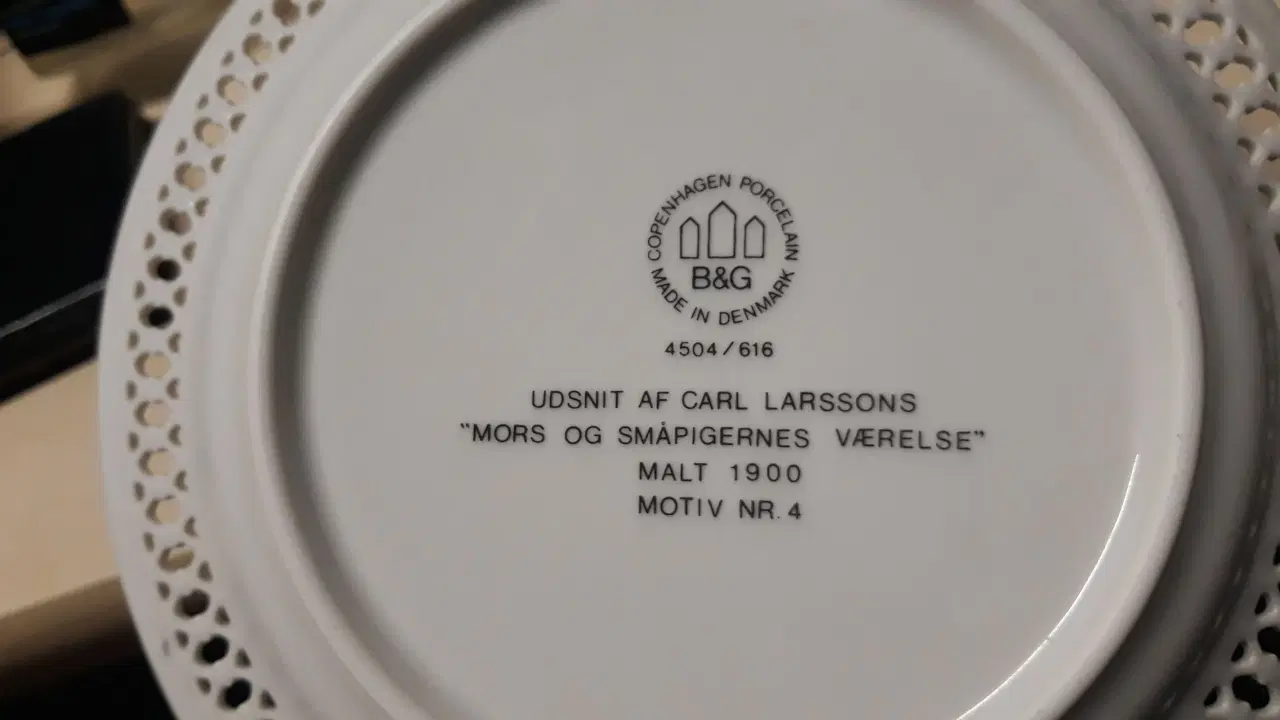 COPENHAGEN PORCELAIN
B&G
MADE IN DENMARK
4504/616
UDSNIT AF CARL LARSSONS
"MORS OG SMÅPIGERNES VÆRELSE"
MALT 1900
MOTIV NR. 4